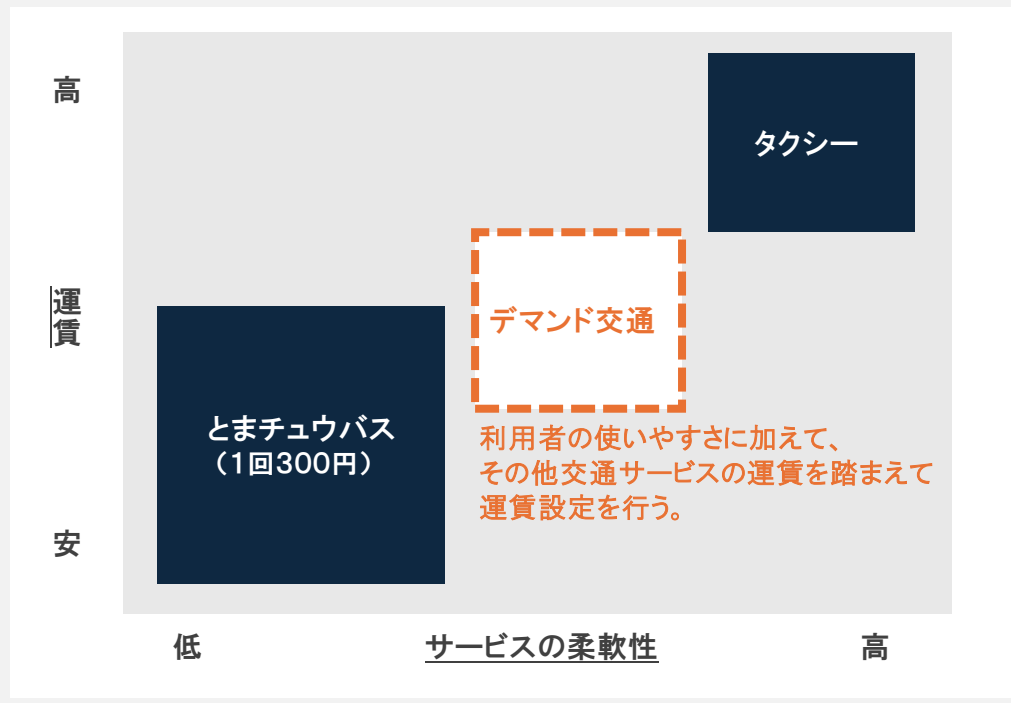 高
タクシー
運
賃
デマンド交通
とまチュウバス
（1回300円）
利用者の使いやすさに加えて、
その他交通サービスの運賃を踏まえて
運賃設定を行う。
安
低
サービスの柔軟性
高